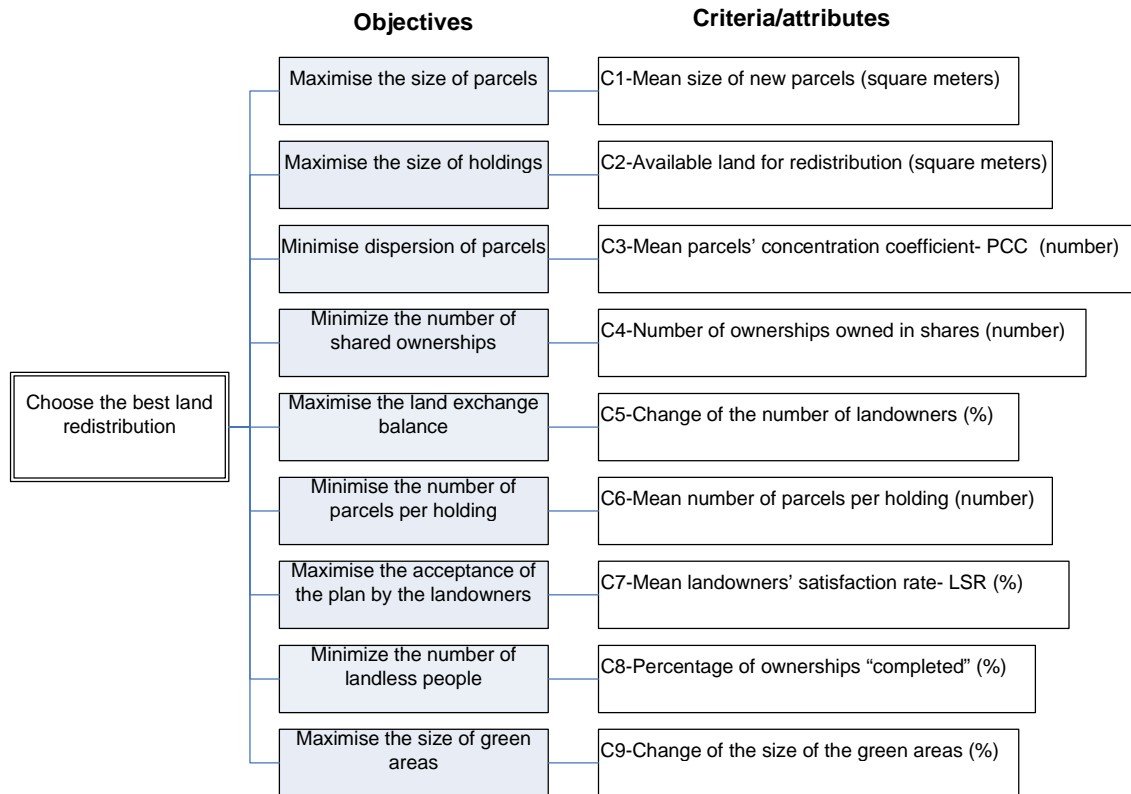 Objectives
Criteria/attributes
Maximise the size of parcels
C1-Mean size of new parcels (square meters)
Maximise the size of holdings
C2-Available land for redistribution (square meters)
Minimise dispersion of parcels
C3-Mean parcels’ concentration coefficient- PCC  (number)
Minimize the number of
shared ownerships
C4-Number of ownerships owned in shares (number)
Choose the best land
redistribution
Maximise the land exchange
balance
C5-Change of the number of landowners (%)
Minimise the number of
parcels per holding
C6-Mean number of parcels per holding (number)
Maximise the acceptance of
the plan by the landowners
C7-Mean landowners’ satisfaction rate- LSR (%)
Minimize the number of
landless people
C8-Percentage of ownerships “completed” (%)
Maximise the size of green
areas
C9-Change of the size of the green areas (%)